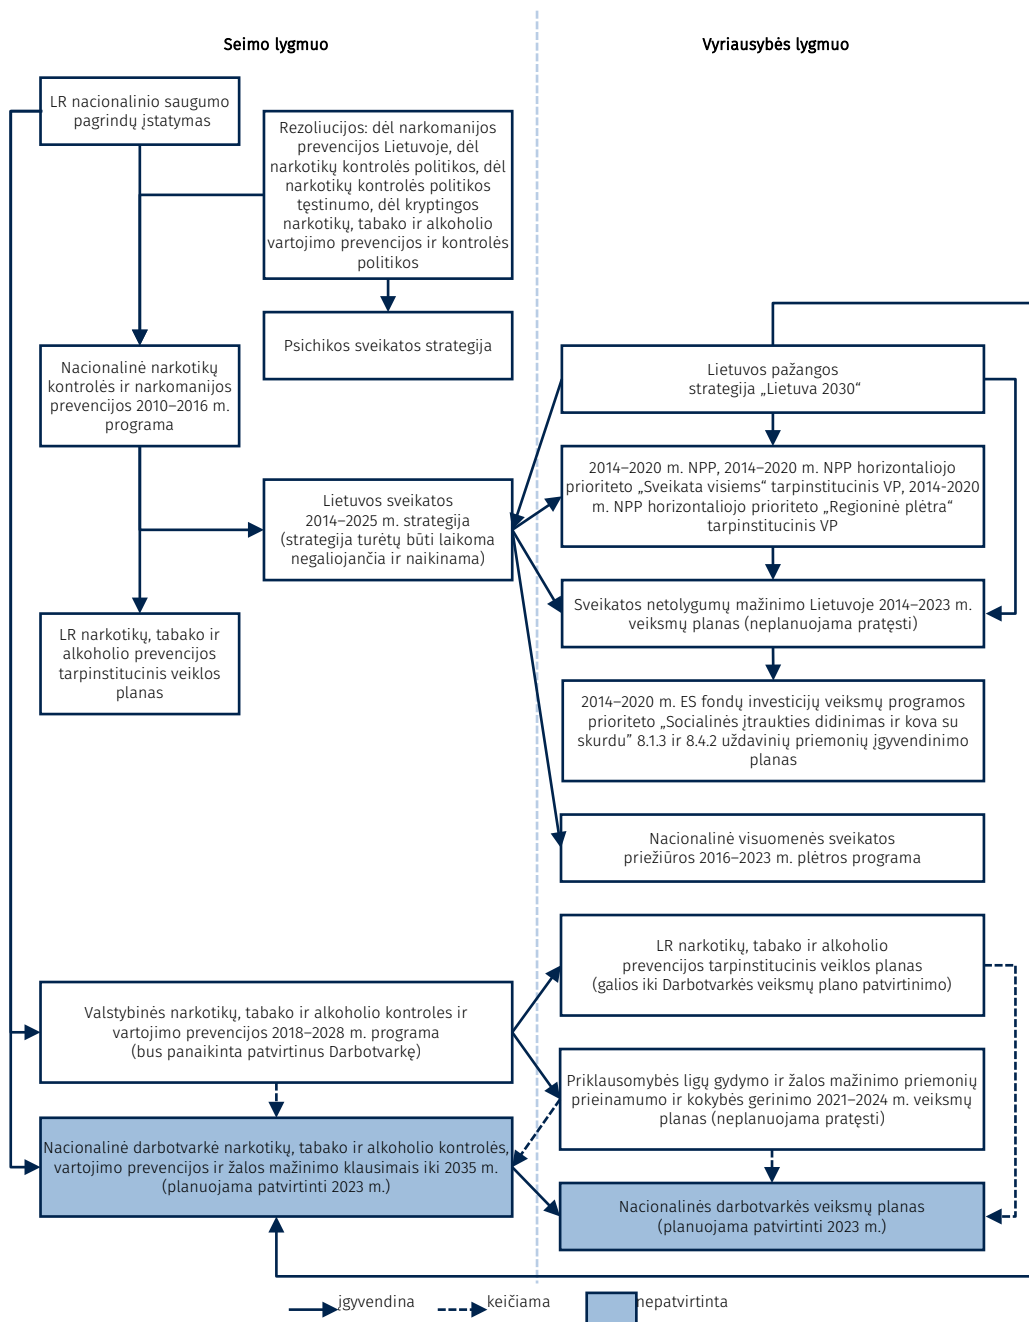 Seimo lygmuo
Vyriausybės lygmuo
LR nacionalinio saugumo
pagrindų įstatymas
Rezoliucijos: dėl narkomanijos
prevencijos Lietuvoje, dėl
narkotikų kontrolės politikos, dėl
narkotikų kontrolės politikos
tęstinumo, dėl kryptingos
narkotikų, tabako ir alkoholio
vartojimo prevencijos ir kontrolės
politikos
Psichikos sveikatos strategija
Nacionalinė narkotikų
kontrolės ir narkomanijos
prevencijos 2010–2016 m.
programa
Lietuvos pažangos
strategija „Lietuva 2030“
2014–2020 m. NPP, 2014–2020 m. NPP horizontaliojo
prioriteto „Sveikata visiems“ tarpinstitucinis VP, 2014-2020
m. NPP horizontaliojo prioriteto „Regioninė plėtra“
tarpinstitucinis VP
Lietuvos sveikatos
2014–2025 m. strategija
(strategija turėtų būti laikoma
negaliojančia ir naikinama)
Sveikatos netolygumų mažinimo Lietuvoje 2014–2023 m.
veiksmų planas (neplanuojama pratęsti)
LR narkotikų, tabako ir
alkoholio prevencijos
tarpinstitucinis veiklos
planas
2014–2020 m. ES fondų investicijų veiksmų programos
prioriteto „Socialinės įtraukties didinimas ir kova su
skurdu” 8.1.3 ir 8.4.2 uždavinių priemonių įgyvendinimo
planas
Nacionalinė visuomenės sveikatos
priežiūros 2016–2023 m. plėtros programa
LR narkotikų, tabako ir alkoholio
prevencijos tarpinstitucinis veiklos planas
(galios iki Darbotvarkės veiksmų plano patvirtinimo)
Valstybinės narkotikų, tabako ir alkoholio kontroles ir
vartojimo prevencijos 2018–2028 m. programa
(bus panaikinta patvirtinus Darbotvarkę)
Priklausomybės ligų gydymo ir žalos mažinimo priemonių
prieinamumo ir kokybės gerinimo 2021–2024 m. veiksmų
planas (neplanuojama pratęsti)
Nacionalinė darbotvarkė narkotikų, tabako ir alkoholio kontrolės,
vartojimo prevencijos ir žalos mažinimo klausimais iki 2035 m.
(planuojama patvirtinti 2023 m.)
Nacionalinės darbotvarkės veiksmų planas
(planuojama patvirtinti 2023 m.)
įgyvendina
keičiama
nepatvirtinta